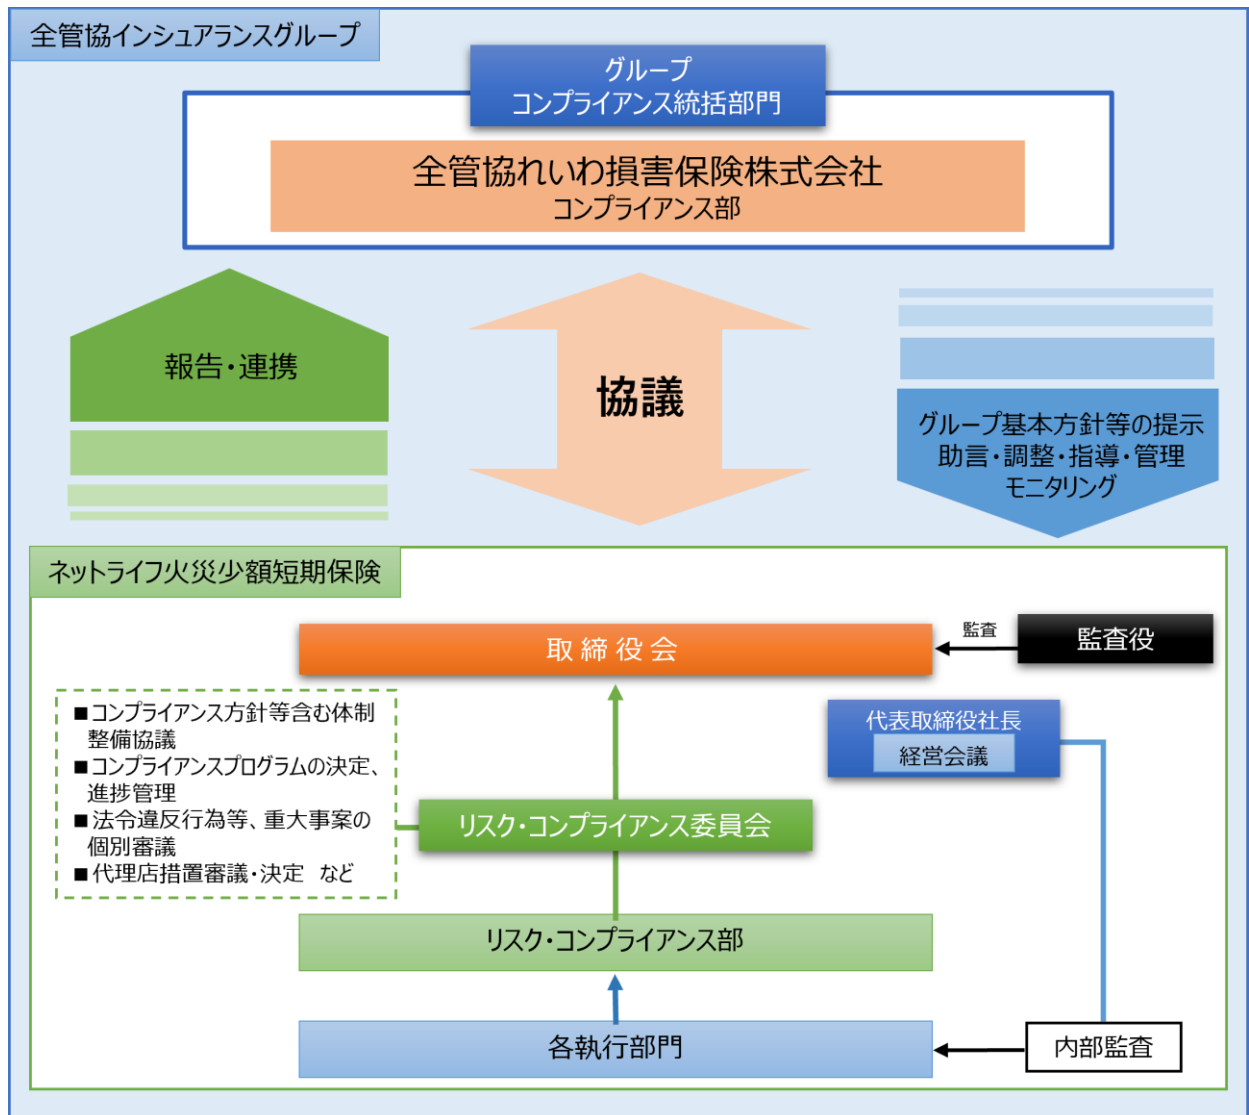 全管協インシュアランスグループ
グループ
コンプライアンス統括部門
全管協れいわ損害保険株式会社
コンプライアンス部
報告・連携
協議
グループ基本方針等の提示
助言・調整・指導・管理
モニタリング
ネットライフ火災少額短期保険
取締役会
監査
監査役
■コンプライアンス方針等含む体制
整備協議
■コンプライアンスプログラムの決定、
進捗管理
■法令違反行為等、重大事案の
個別審議
■代理店措置審議・決定　など
代表取締役社長
経営会議
リスク・コンプライアンス委員会
リスク・コンプライアンス部
各執行部門
内部監査